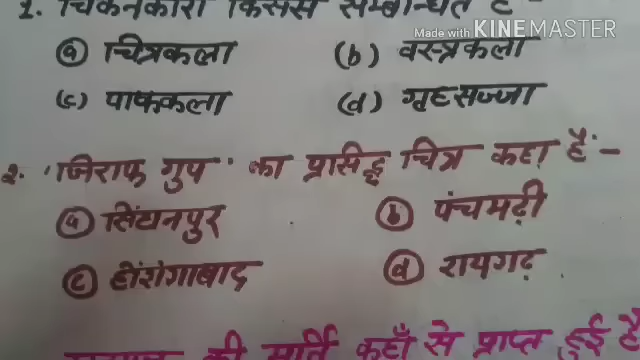 1. चिकनकारी किससे सम्बन्धित है
Made with KINEMASTER
(a) चित्रकला (b) वस्त्रकला
(c) पाककला (d) गृहसज्जा
2. 'जिराफ गुप' का प्रसिद्ध चित्र कहा है:-
(a) सिंघनपुर (b) पंचमढ़ी
(c) होशंगाबाद (d) रायगढ़
की मूर्ति कहाँ से प्राप्त हुई है